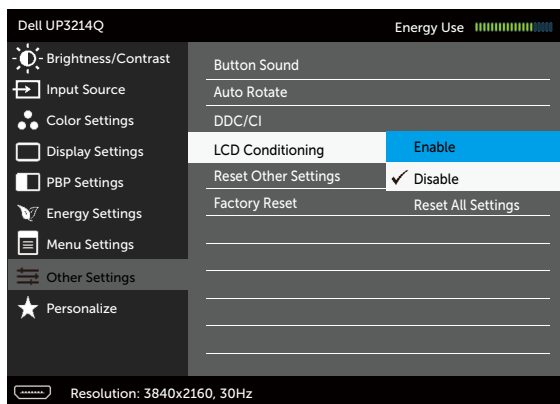 Dell UP3214Q Energy Use
Brightness/Contrast
Input Source
Color Settings
Display Settings
PBP Settings
Energy Settings
Menu Settings
Other Settings
Personalize
Button Sound
Auto Rotate
DDC/CI
LCD Conditioning Enable
Reset Other Settings Disable
Factory Reset Reset All Settings
Resolution: 3840x2160, 30Hz